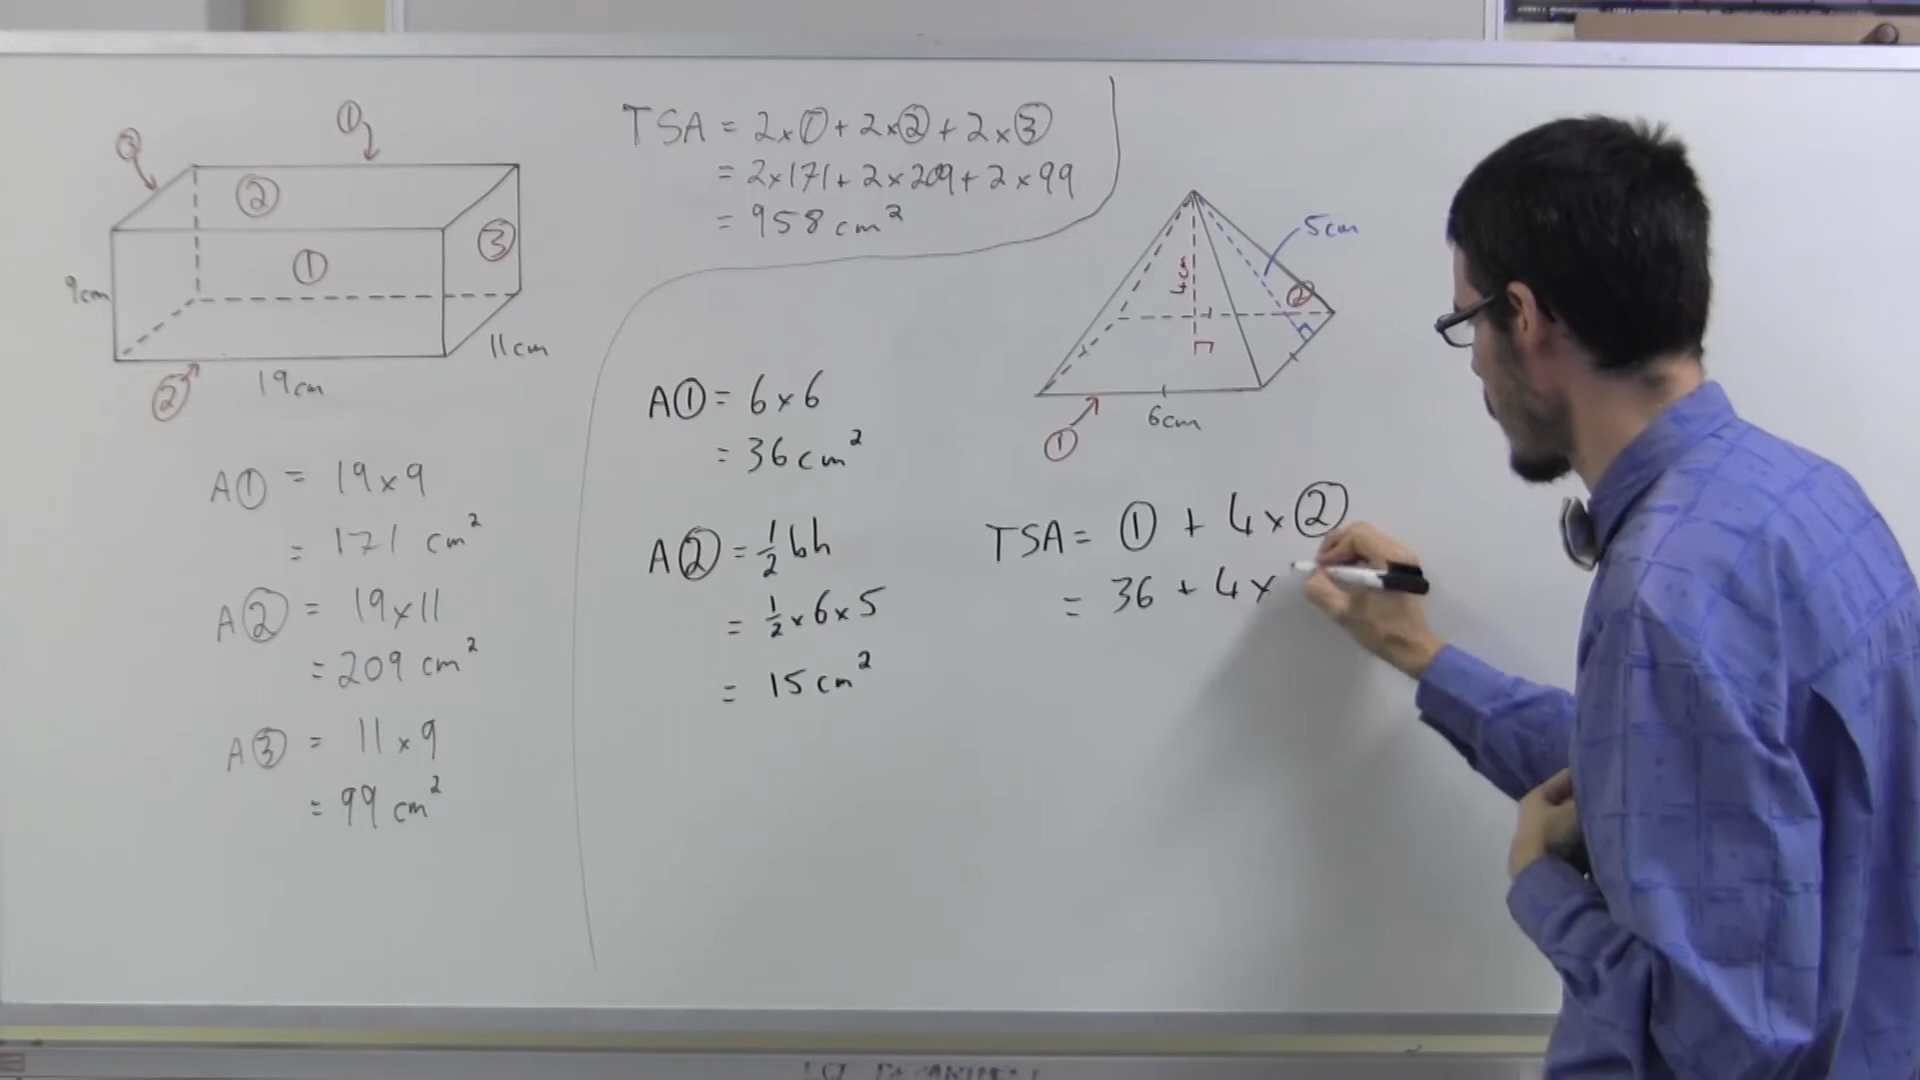 ①
③
②
①
③
9cm
11cm
②
19cm
A① = 19×9
= 171 cm²
A② = 19×11
= 209 cm²
A③ = 11×9
= 99 cm²
TSA = 2×① + 2×② + 2×③
= 2×171 + 2×209 + 2×99
= 958 cm²
A① = 6×6
= 36 cm²
A② = ½bh
= ½×6×5
= 15 cm²
5cm
4cm
②
6cm
①
TSA = ① + 4×②
= 36 + 4×